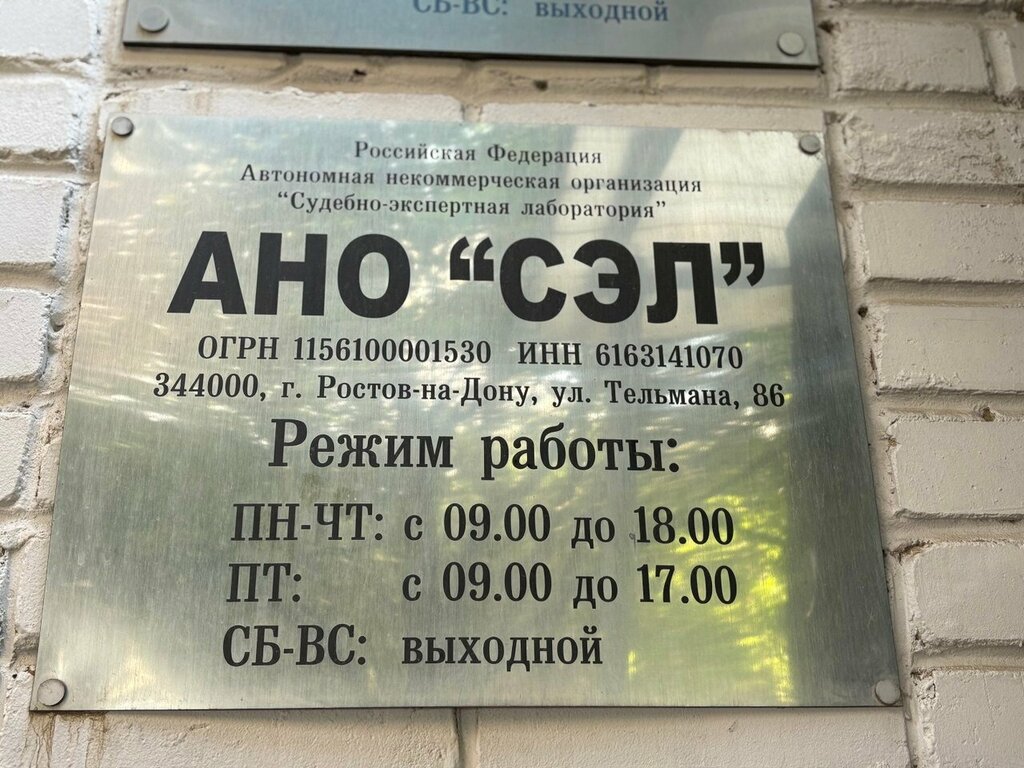 СБ-ВС: выходной
Российская Федерация
Автономная некоммерческая организация
“Судебно-экспертная лаборатория”
АНО “СЭЛ”
ОГРН 1156100001530 ИНН 6163141070
344000, г. Ростов-на-Дону, ул. Тельмана, 86
Режим работы:
ПН-ЧТ: с 09.00 до 18.00
ПТ: с 09.00 до 17.00
СБ-ВС: выходной